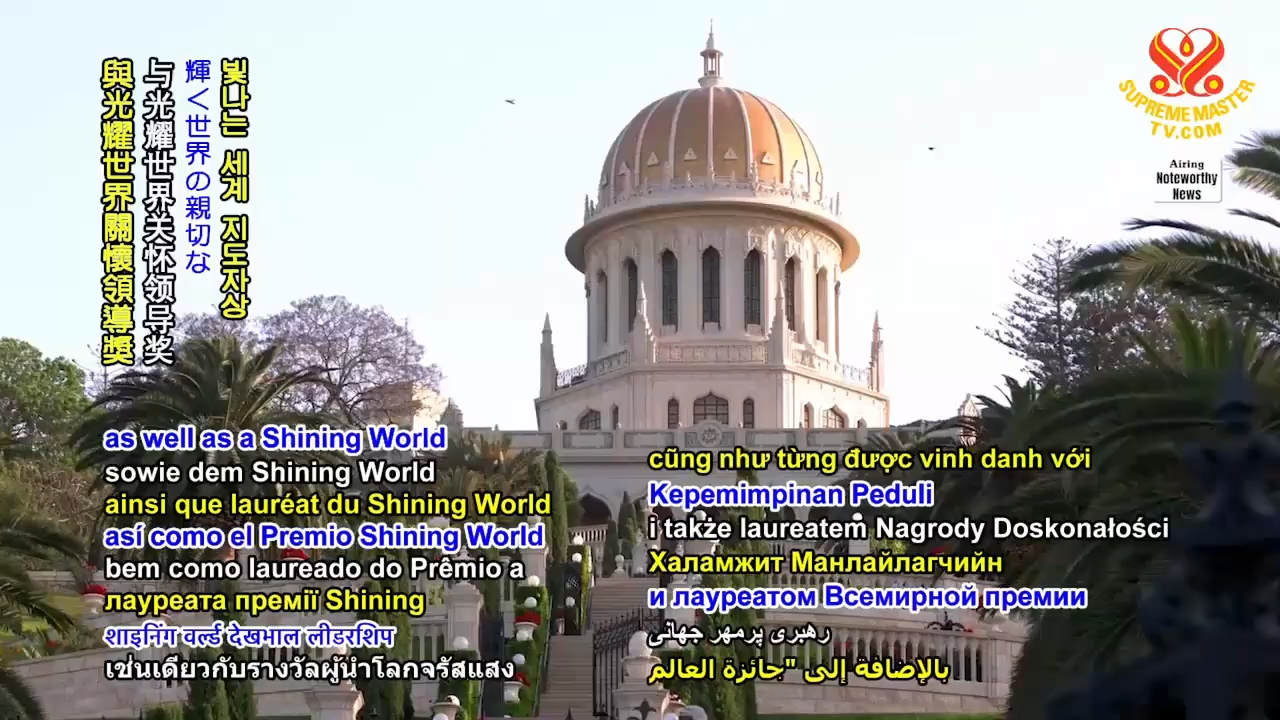 與光耀世界關懷領導獎
与光耀世界关怀领导奖
輝く世界の親切な
빛나는 세계 지도자상
SUPREME MASTER
TV.COM
Airing
Noteworthy
News
as well as a Shining World
sowie dem Shining World
ainsi que lauréat du Shining World
así como el Premio Shining World
bem como laureado do Prêmio a
лауреата премії Shining
शाइनिंग वर्ल्ड देखभाल लीडरशिप
เช่นเดียวกับรางวัลผู้นำโลกจรัสแสง
cũng như từng được vinh danh với
Kepemimpinan Peduli
i także laureatem Nagrody Doskonałości
Халамжит Манлайлагчийн
и лауреатом Всемирной премии
رهبری پرمهر جهانی
بالإضافة إلى "جائزة العالم